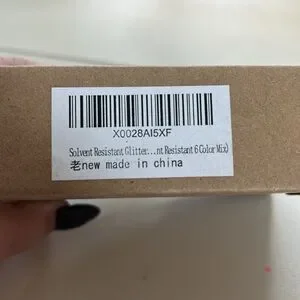 X0028AI5XF
Solvent Resistant Glitter...nt Resistant 6 Color Mix)
老new made in china